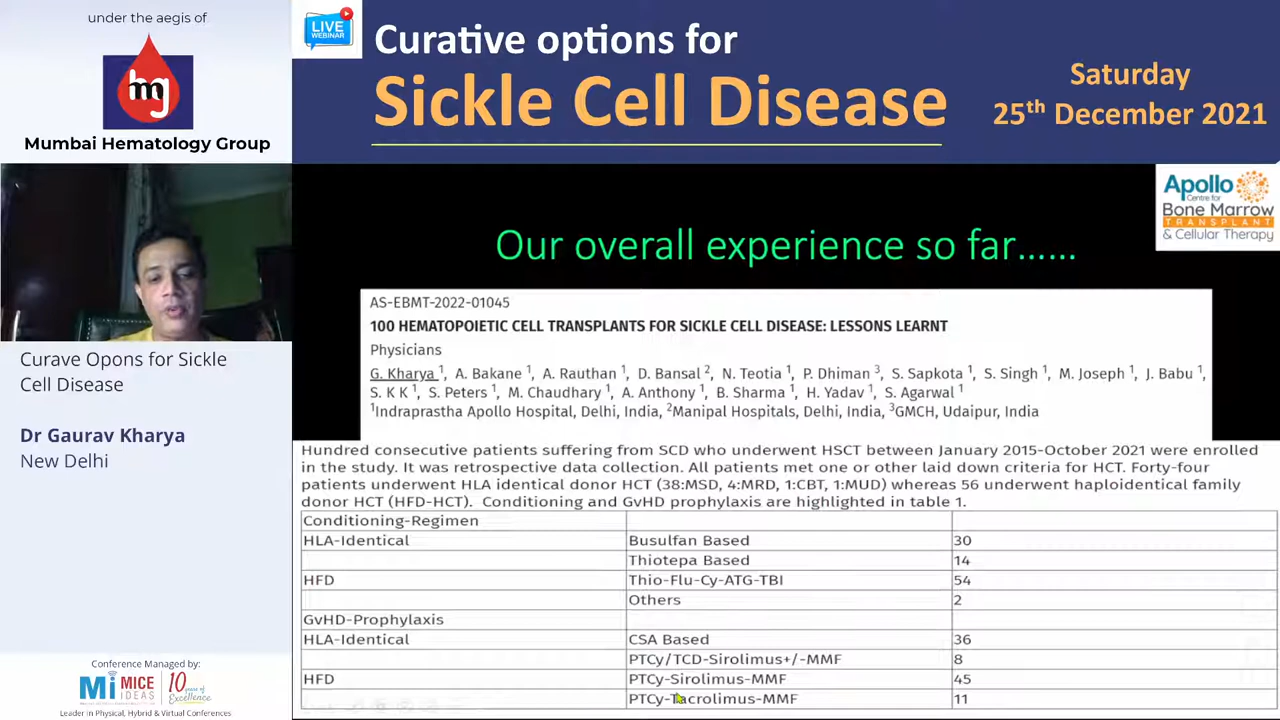 under the aegis of
mg
Mumbai Hematology Group
LIVE
WEBINAR
Curative options for
Sickle Cell Disease
Saturday
25th December 2021
Apollo
Centre for
Bone Marrow
TRANSPLANT
& Cellular Therapy
Our overall experience so far......
AS-EBMT-2022-01045
100 HEMATOPOIETIC CELL TRANSPLANTS FOR SICKLE CELL DISEASE: LESSONS LEARNT
Physicians
G. Kharya 1, A. Bakane 1, A. Rauthan 1, D. Bansal 2, N. Teotia 1, P. Dhiman 3, S. Sapkota 1, S. Singh 1, M. Joseph 1, J. Babu 1,
S. K K 1, S. Peters 1, M. Chaudhary 1, A. Anthony 1, B. Sharma 1, H. Yadav 1, S. Agarwal 1
1Indraprastha Apollo Hospital, Delhi, India, 2Manipal Hospitals, Delhi, India, 3GMCH, Udaipur, India
Hundred consecutive patients suffering from SCD who underwent HSCT between January 2015-October 2021 were enrolled
in the study. It was retrospective data collection. All patients met one or other laid down criteria for HCT. Forty-four
patients underwent HLA identical donor HCT (38:MSD, 4:MRD, 1:CBT, 1:MUD) whereas 56 underwent haploidentical family
donor HCT (HFD-HCT). Conditioning and GvHD prophylaxis are highlighted in table 1.
Conditioning-Regimen
HLA-Identical Busulfan Based 30
Thiotepa Based 14
HFD Thio-Flu-Cy-ATG-TBI 54
Others 2
GvHD-Prophylaxis
HLA-Identical CSA Based 36
PTCy/TCD-Sirolimus+/-MMF 8
HFD PTCy-Sirolimus-MMF 45
PTCy-Tacrolimus-MMF 11
Curave Opons for Sickle
Cell Disease
Dr Gaurav Kharya
New Delhi
Conference Managed by:
Mi MICE IDEAS 10 years of Excellence
Leader in Physical, Hybrid & Virtual Conferences